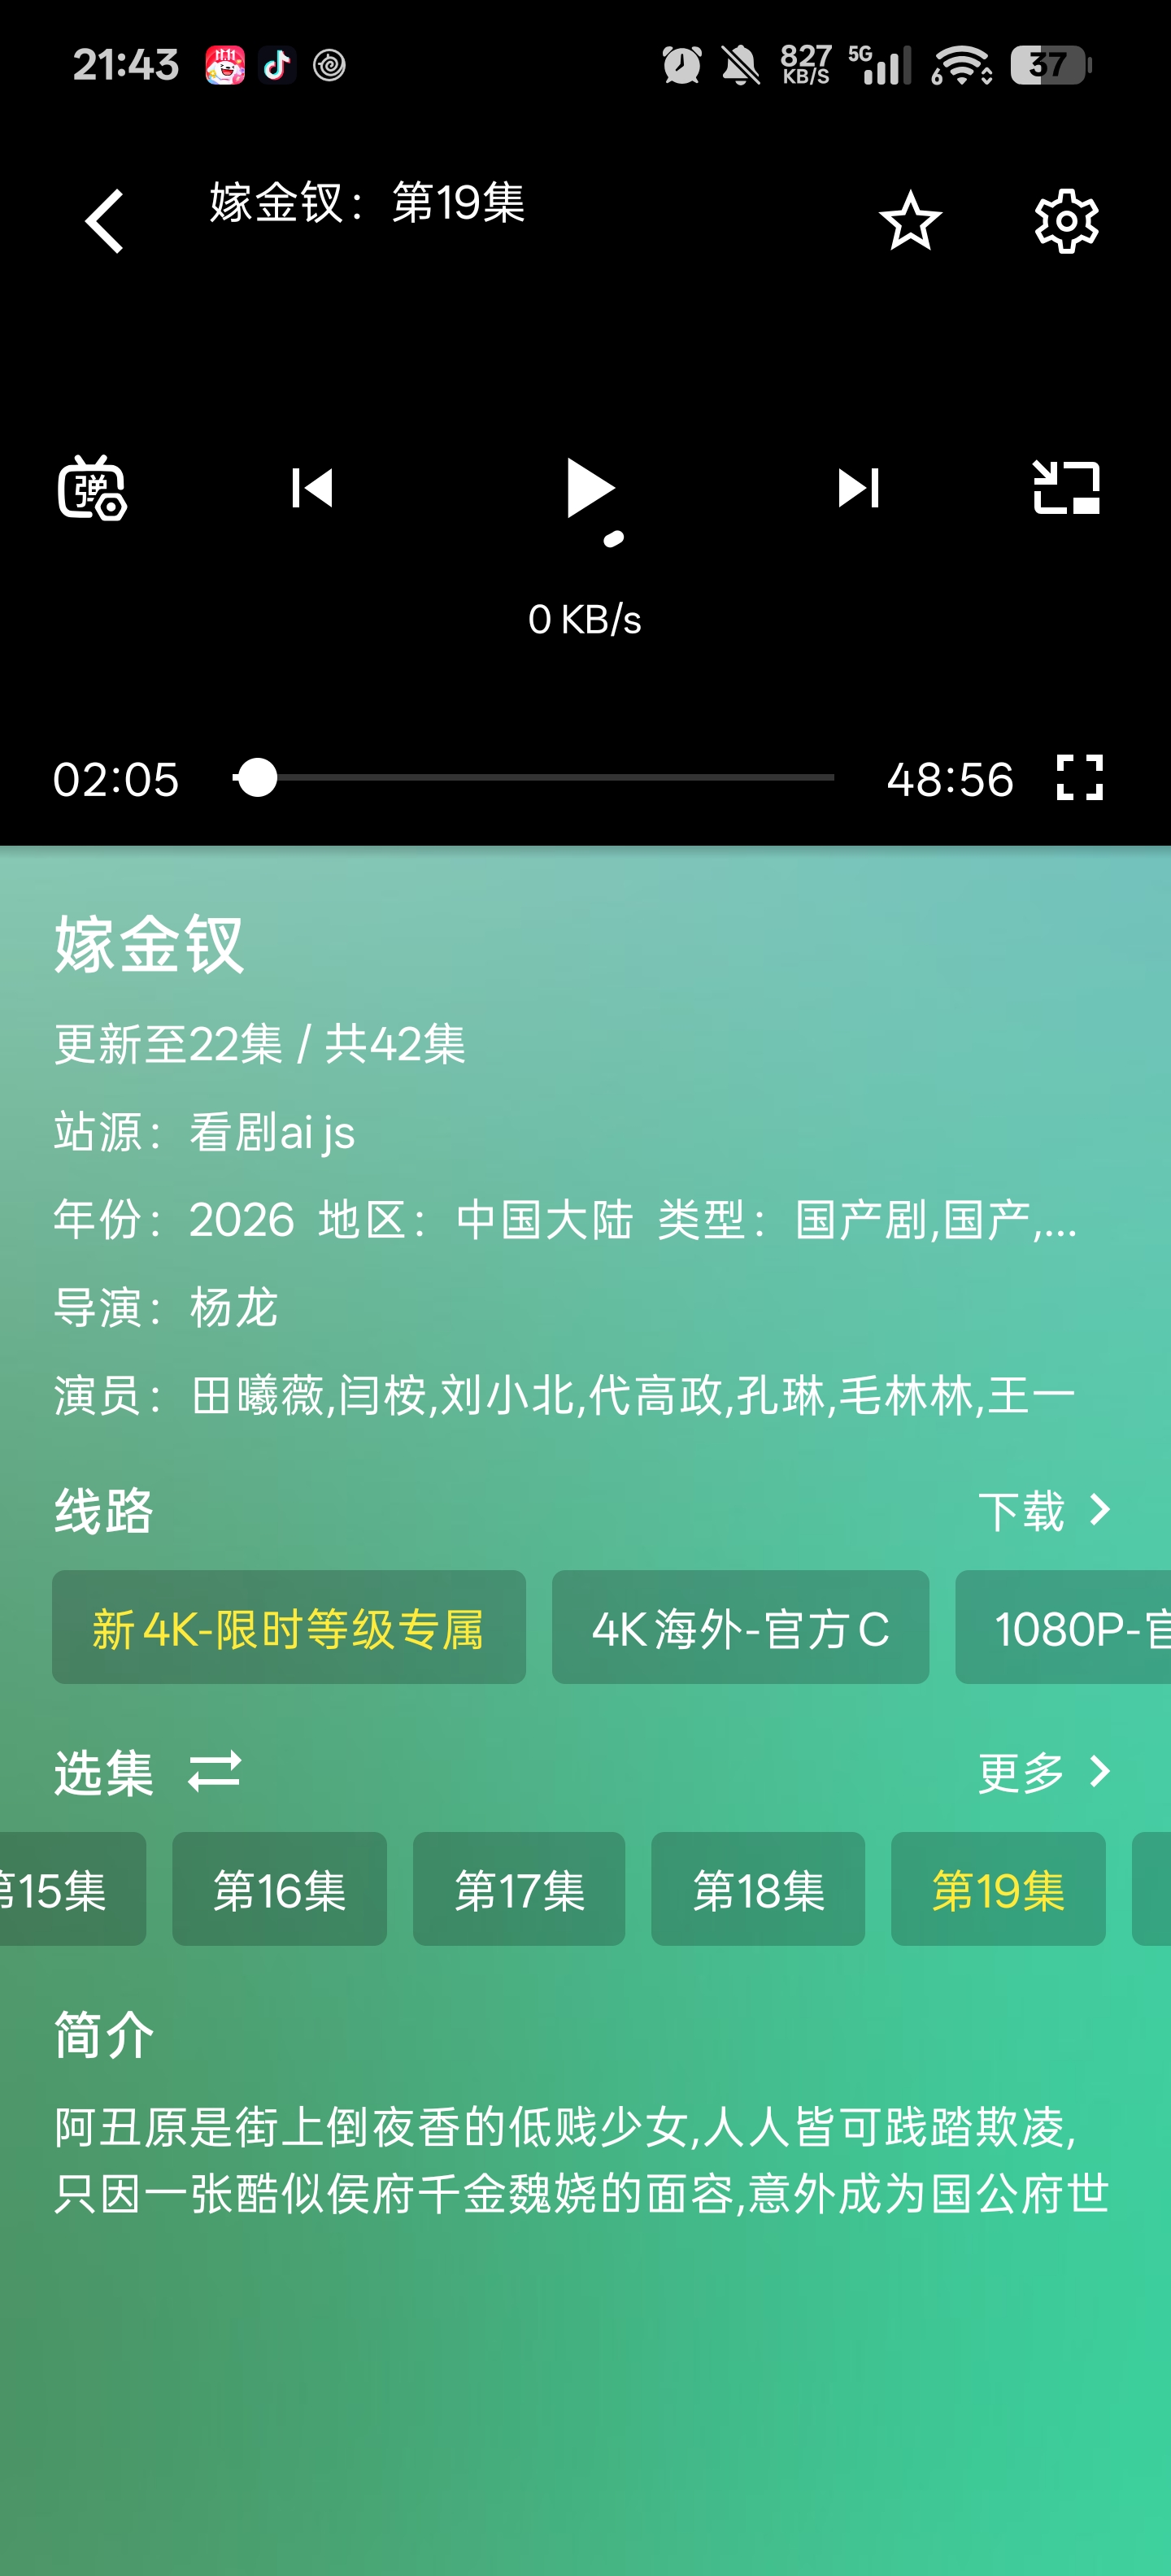 21:43
827 KB/S 5G 6 37
嫁金钗：第19集
弹
0 KB/s
02:05 48:56
嫁金钗
更新至22集 / 共42集
站源：看剧ai js
年份：2026 地区：中国大陆 类型：国产剧,国产,...
导演：杨龙
演员：田曦薇,闫桉,刘小北,代高政,孔琳,毛林林,王一
线路 下载
新4K-限时等级专属 4K海外-官方C 1080P-官
选集 更多
第15集 第16集 第17集 第18集 第19集
简介
阿丑原是街上倒夜香的低贱少女,人人皆可践踏欺凌,
只因一张酷似侯府千金魏娆的面容,意外成为国公府世